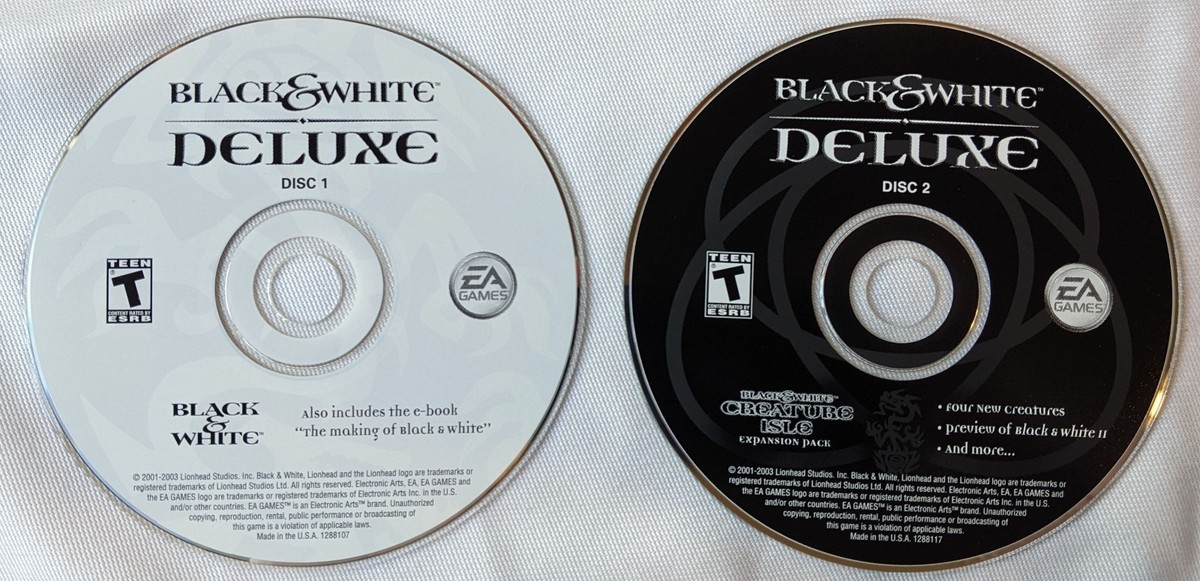 BLACK&WHITE™
DELUXE
DISC 1
TEEN
T
®
CONTENT RATED BY
ESRB
EA
GAMES™
BLACK
&
WHITE™
Also includes the e-book
"The making of Black & White"
© 2001-2003 Lionhead Studios. Inc. Black & White, Lionhead and the Lionhead logo are trademarks or
registered trademarks of Lionhead Studios Ltd. All rights reserved. Electronic Arts, EA, EA GAMES and
the EA GAMES logo are trademarks or registered trademarks of Electronic Arts Inc. in the U.S.
and/or other countries. EA GAMES™ is an Electronic Arts™ brand. Unauthorized
copying, reproduction, rental, public performance or broadcasting of
this game is a violation of applicable laws.
Made in the U.S.A. 1288107
BLACK&WHITE™
DELUXE
DISC 2
TEEN
T
®
CONTENT RATED BY
ESRB
EA
GAMES™
BLACK&WHITE™
CREATURE
ISLE
EXPANSION PACK
• Four New Creatures
• Preview of Black & White II
• And more...
© 2001-2003 Lionhead Studios. Inc. Black & White, Lionhead and the Lionhead logo are trademarks or
registered trademarks of Lionhead Studios Ltd. All rights reserved. Electronic Arts, EA, EA GAMES and
the EA GAMES logo are trademarks or registered trademarks of Electronic Arts Inc. in the U.S.
and/or other countries. EA GAMES™ is an Electronic Arts™ brand. Unauthorized
copying, reproduction, rental, public performance or broadcasting of
this game is a violation of applicable laws.
Made in the U.S.A. 1288117